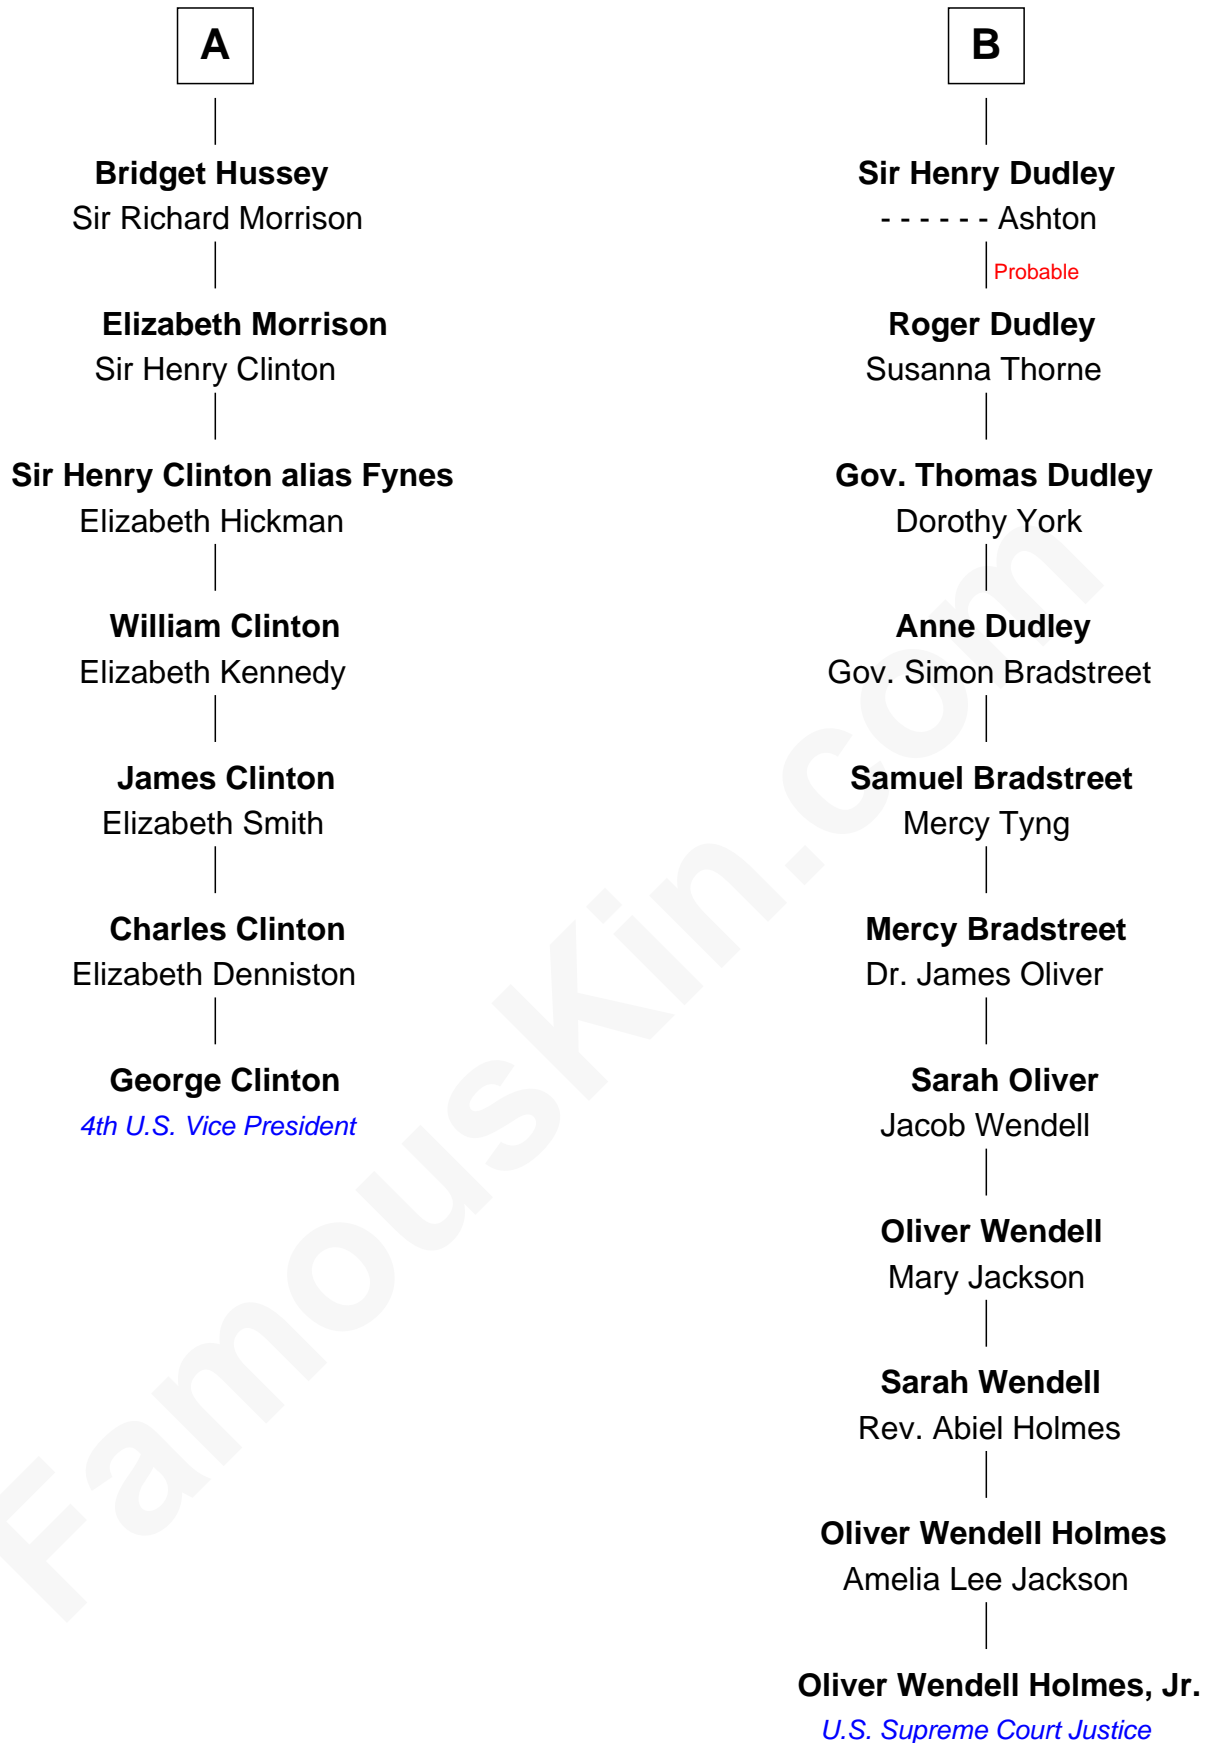 A
Bridget Hussey
Sir Richard Morrison
Elizabeth Morrison
Sir Henry Clinton
Sir Henry Clinton alias Fynes
Elizabeth Hickman
William Clinton
Elizabeth Kennedy
James Clinton
Elizabeth Smith
Charles Clinton
Elizabeth Denniston
George Clinton
4th U.S. Vice President
B
Sir Henry Dudley
- - - - - - Ashton
Probable
Roger Dudley
Susanna Thorne
Gov. Thomas Dudley
Dorothy York
Anne Dudley
Gov. Simon Bradstreet
Samuel Bradstreet
Mercy Tyng
Mercy Bradstreet
Dr. James Oliver
Sarah Oliver
Jacob Wendell
Oliver Wendell
Mary Jackson
Sarah Wendell
Rev. Abiel Holmes
Oliver Wendell Holmes
Amelia Lee Jackson
Oliver Wendell Holmes, Jr.
U.S. Supreme Court Justice
FamousKin.com